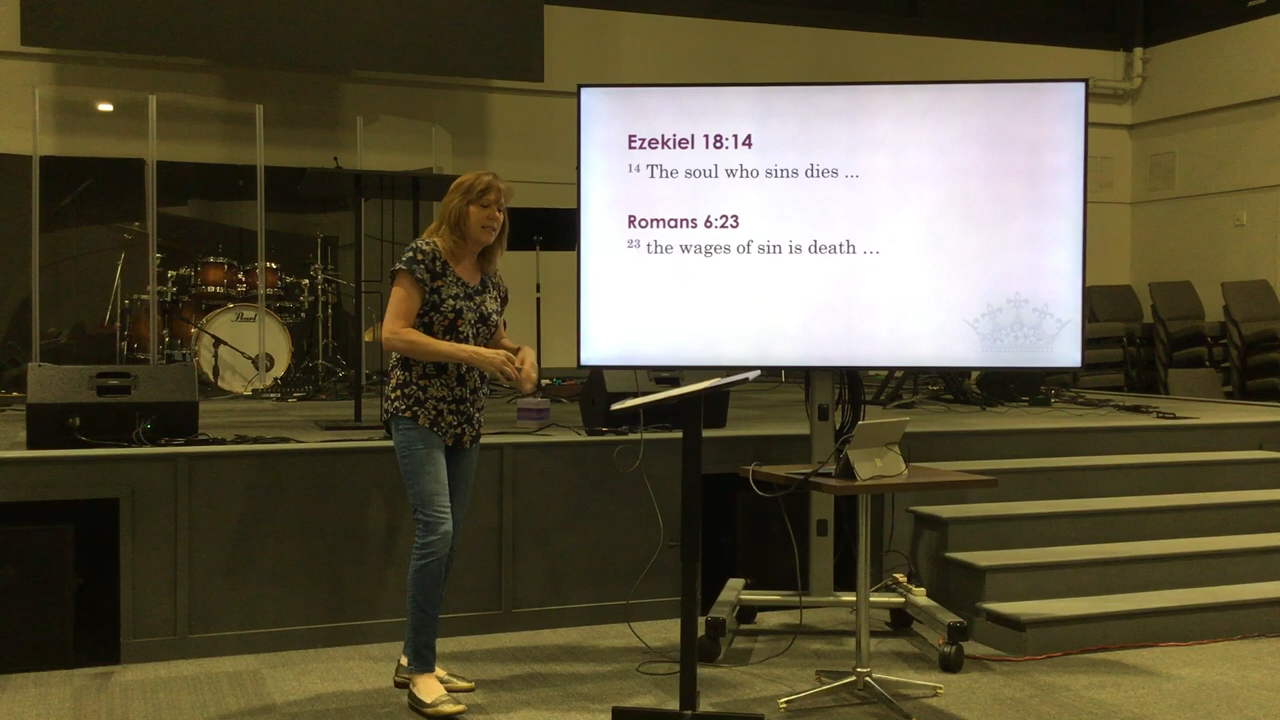 Ezekiel 18:14
14 The soul who sins dies ...
Romans 6:23
23 the wages of sin is death ...
Pearl